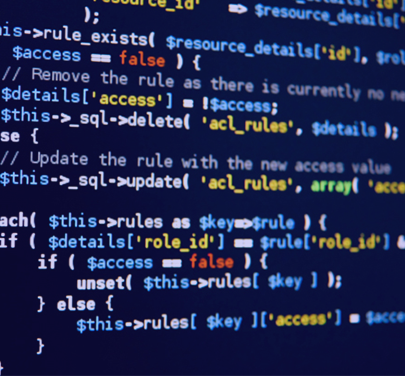 resource_id' => $resource_details['
);
is->rule_exists( $resource_details['id'], $rol
$access == false ) {
// Remove the rule as there is currently no ne
$details['access'] = !$access;
$this->_sql->delete( 'acl_rules', $details );
se {
// Update the rule with the new access value
$this->_sql->update( 'acl_rules', array( 'acce
each( $this->rules as $key=>$rule ) {
if ( $details['role_id'] == $rule['role_id'] &
if ( $access == false ) {
unset( $this->rules[ $key ] );
} else {
$this->rules[ $key ]['access'] = $acce
}
}